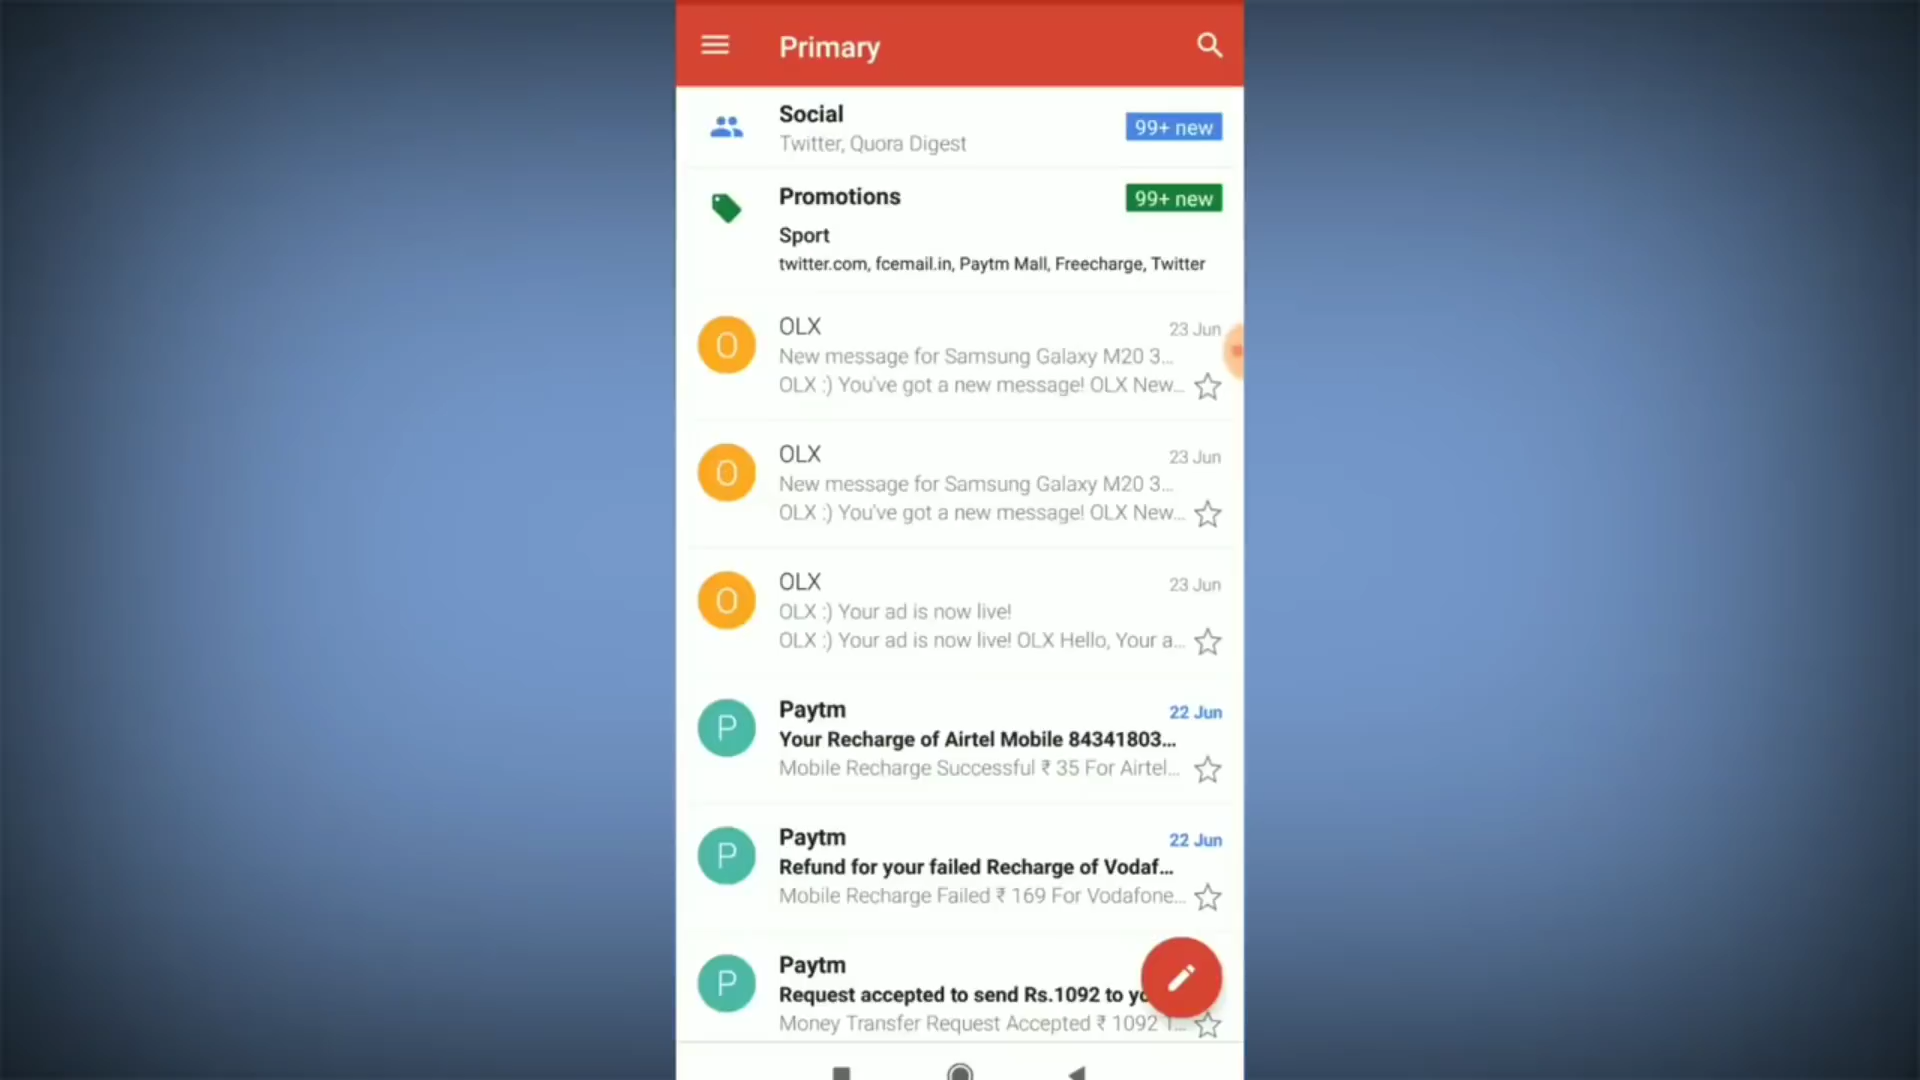 Primary
Social
99+ new
Twitter, Quora Digest
Promotions
99+ new
Sport
twitter.com, fcemail.in, Paytm Mall, Freecharge, Twitter
O
OLX
23 Jun
New message for Samsung Galaxy M20 3...
OLX :) You've got a new message! OLX New...
O
OLX
23 Jun
New message for Samsung Galaxy M20 3...
OLX :) You've got a new message! OLX New...
O
OLX
23 Jun
OLX :) Your ad is now live!
OLX :) Your ad is now live! OLX Hello, Your a...
P
Paytm
22 Jun
Your Recharge of Airtel Mobile 84341803...
Mobile Recharge Successful ₹ 35 For Airtel...
P
Paytm
22 Jun
Refund for your failed Recharge of Vodaf...
Mobile Recharge Failed ₹ 169 For Vodafone...
P
Paytm
Request accepted to send Rs.1092 to
Money Transfer Request Accepted ₹ 1092